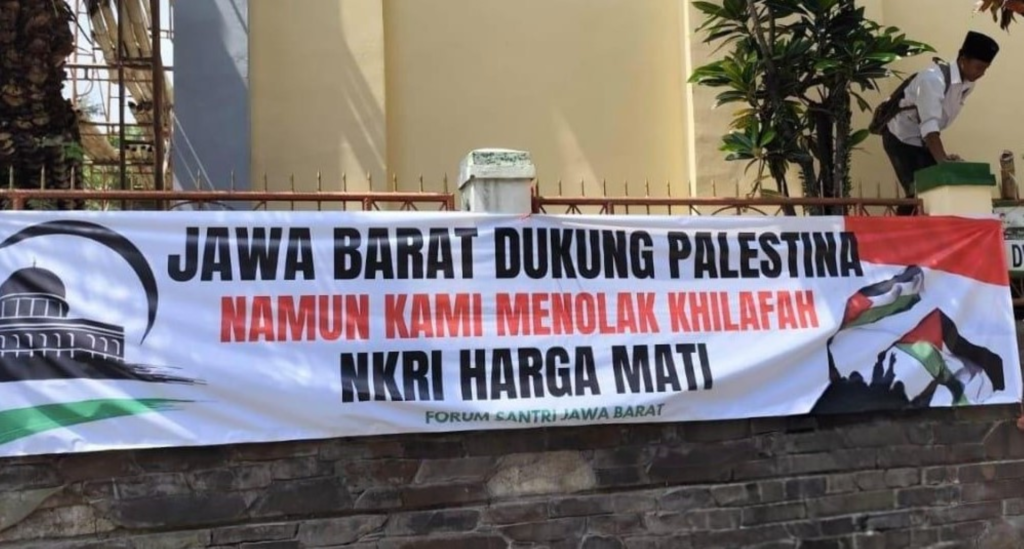 JAWA BARAT DUKUNG PALESTINA
NAMUN KAMI MENOLAK KHILAFAH
NKRI HARGA MATI
FORUM SANTRI JAWA BARAT